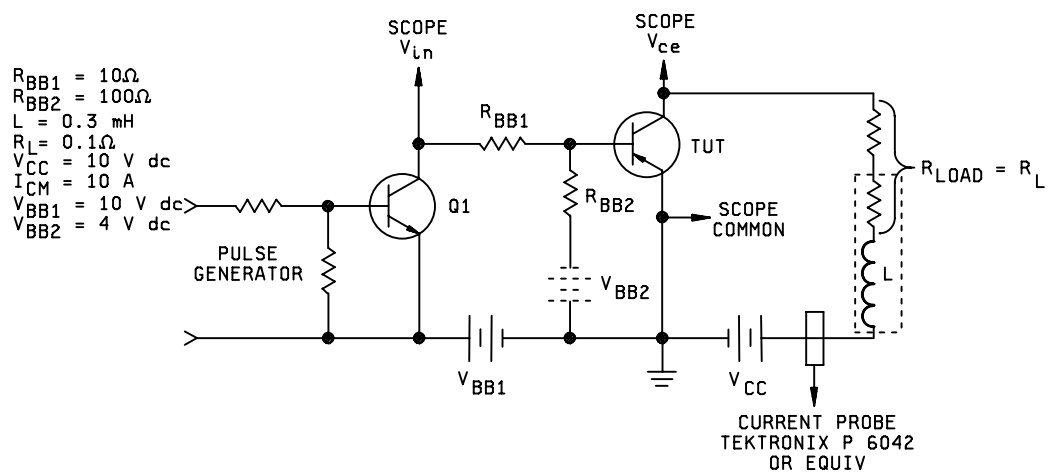 SCOPE
Vin
SCOPE
Vce
RBB1 = 10Ω
RBB2 = 100Ω
L = 0.3 mH
RL= 0.1Ω
VCC = 10 V dc
ICM = 10 A
VBB1 = 10 V dc
VBB2 = 4 V dc
RBB1
TUT
RLOAD = RL
Q1
RBB2
SCOPE
COMMON
PULSE
GENERATOR
VBB2
L
VBB1
VCC
CURRENT PROBE
TEKTRONIX P 6042
OR EQUIV